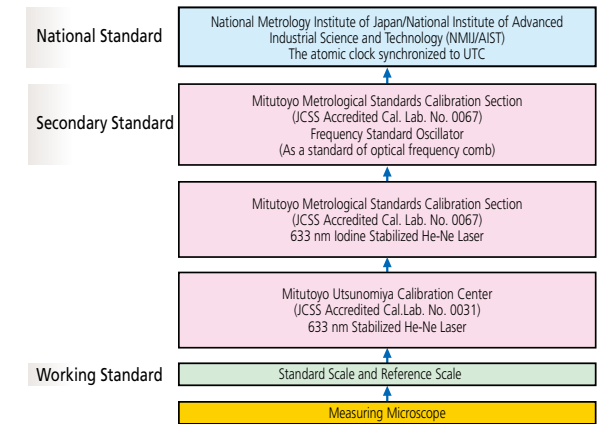 National Standard
National Metrology Institute of Japan/National Institute of Advanced
Industrial Science and Technology (NMIJ/AIST)
The atomic clock synchronized to UTC
Secondary Standard
Mitutoyo Metrological Standards Calibration Section
(JCSS Accredited Cal. Lab. No. 0067)
Frequency Standard Oscillator
(As a standard of optical frequency comb)
Mitutoyo Metrological Standards Calibration Section
(JCSS Accredited Cal. Lab. No. 0067)
633 nm Iodine Stabilized He-Ne Laser
Mitutoyo Utsunomiya Calibration Center
(JCSS Accredited Cal.Lab. No. 0031)
633 nm Stabilized He-Ne Laser
Working Standard
Standard Scale and Reference Scale
Measuring Microscope